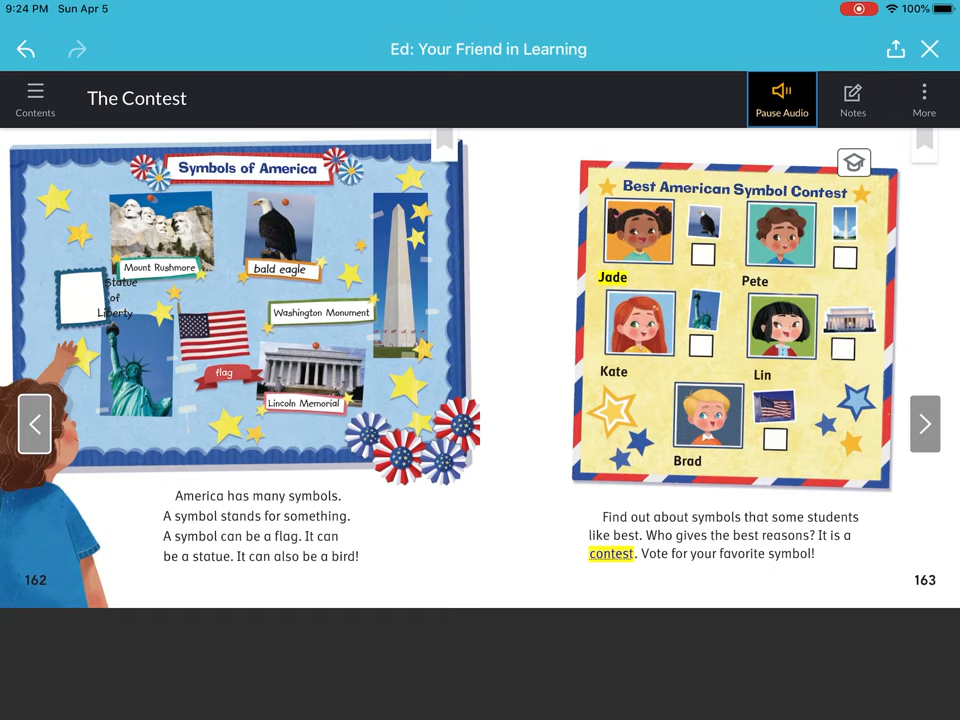 9:24 PM Sun Apr 5
100%
Ed: Your Friend in Learning
Contents
The Contest
Pause Audio
Notes
More
Symbols of America
Mount Rushmore
bald eagle
Statue
of
Liberty
Washington Monument
flag
Lincoln Memorial
America has many symbols.
A symbol stands for something.
A symbol can be a flag. It can
be a statue. It can also be a bird!
162
Best American Symbol Contest
Jade
Pete
Kate
Lin
Brad
Find out about symbols that some students
like best. Who gives the best reasons? It is a
contest. Vote for your favorite symbol!
163